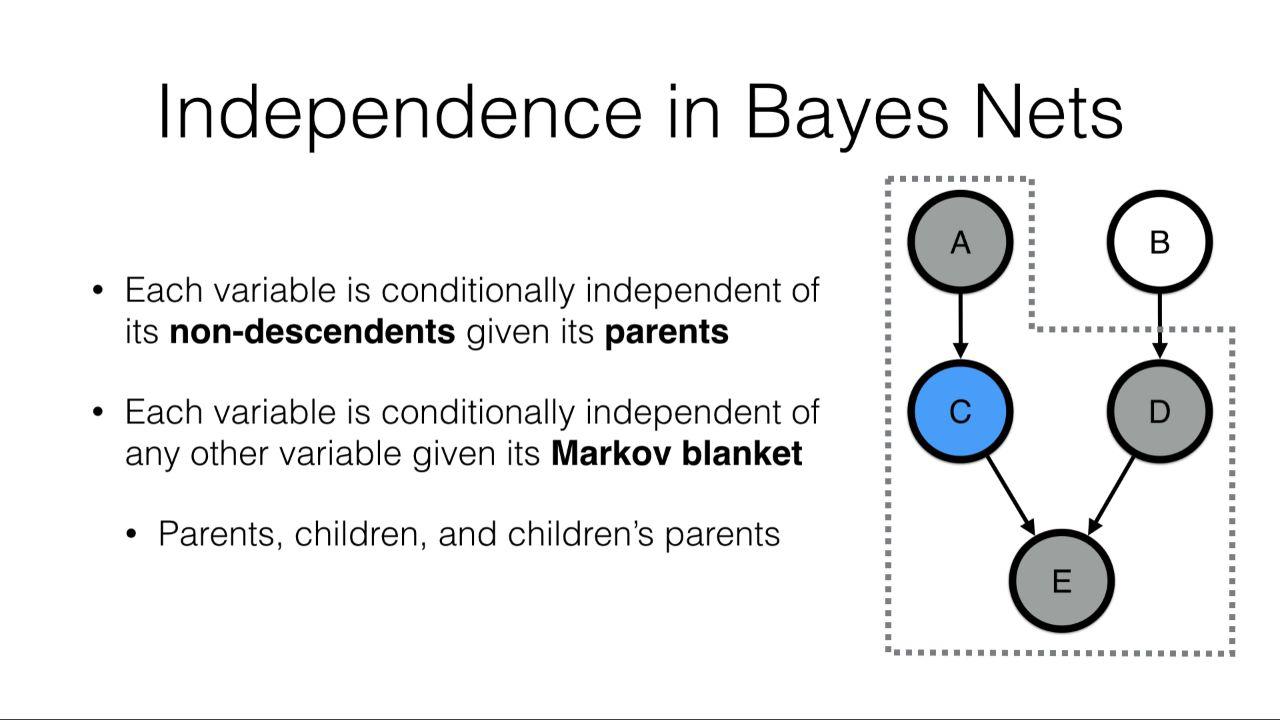 Independence in Bayes Nets
• Each variable is conditionally independent of
its non-descendents given its parents
• Each variable is conditionally independent of
any other variable given its Markov blanket
• Parents, children, and children’s parents
A
B
C
D
E